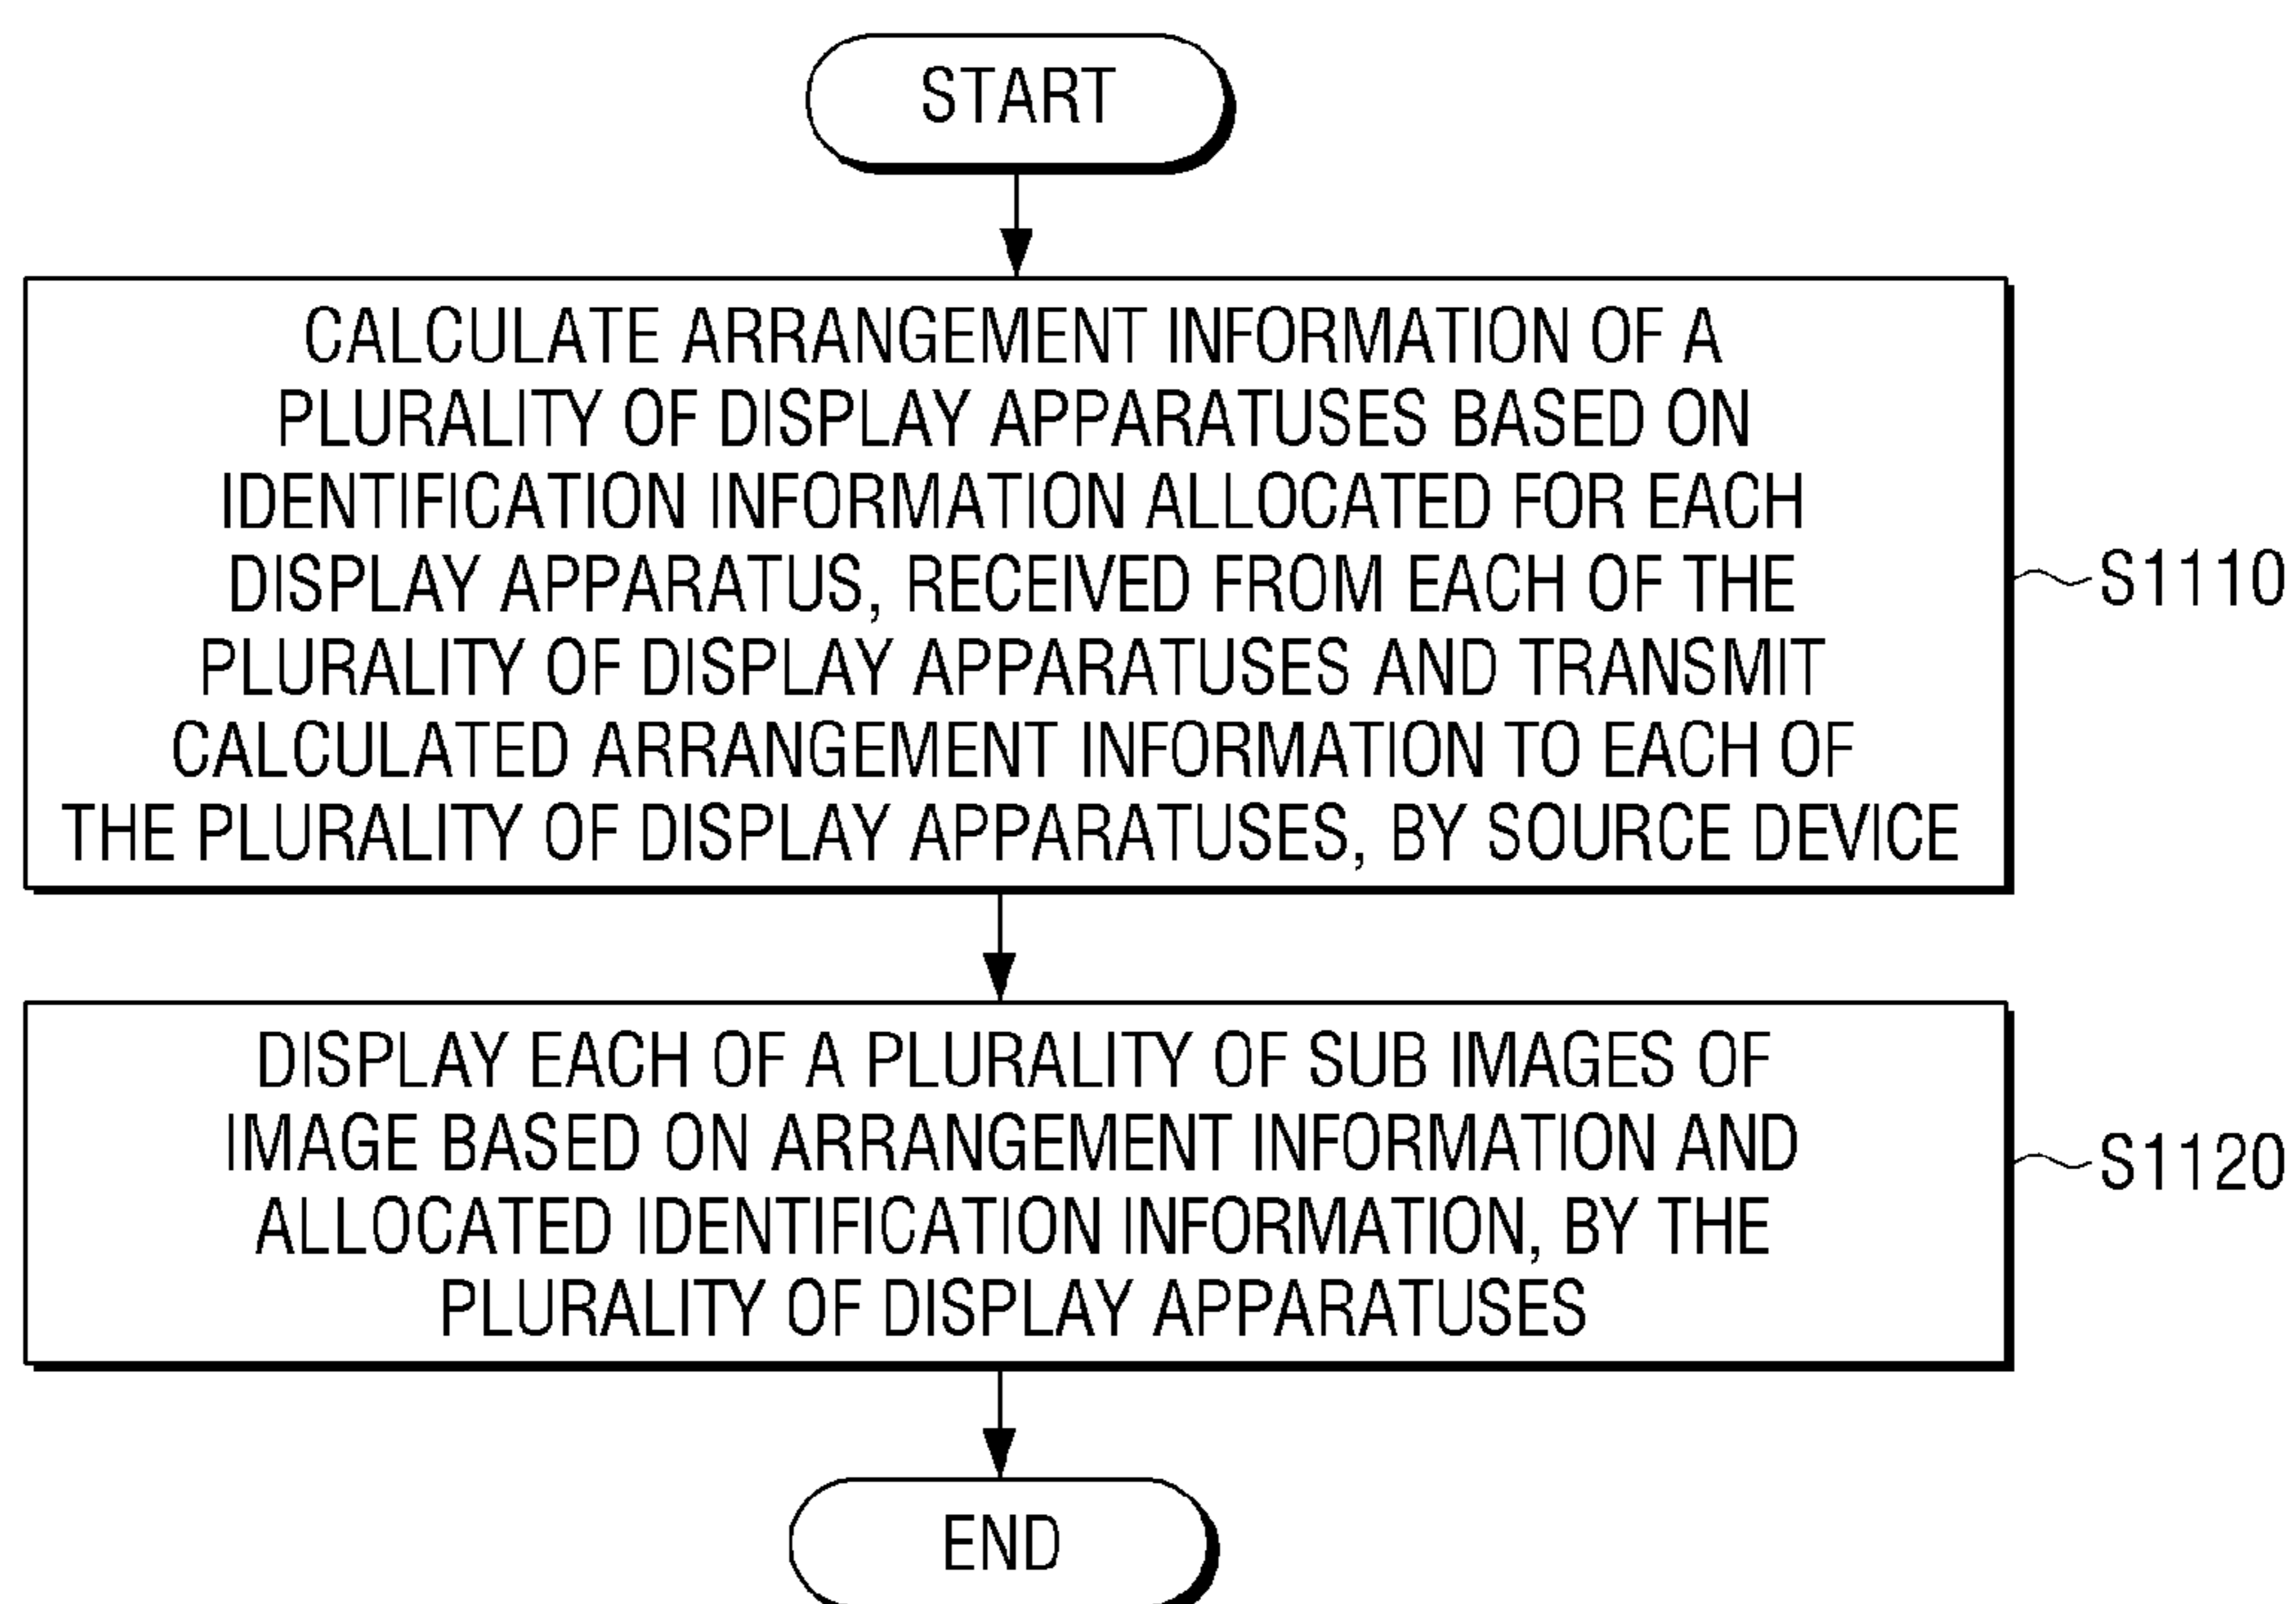 START
CALCULATE ARRANGEMENT INFORMATION OF A
PLURALITY OF DISPLAY APPARATUSES BASED ON
IDENTIFICATION INFORMATION ALLOCATED FOR EACH
DISPLAY APPARATUS, RECEIVED FROM EACH OF THE
PLURALITY OF DISPLAY APPARATUSES AND TRANSMIT
CALCULATED ARRANGEMENT INFORMATION TO EACH OF
THE PLURALITY OF DISPLAY APPARATUSES, BY SOURCE DEVICE
S1110
DISPLAY EACH OF A PLURALITY OF SUB IMAGES OF
IMAGE BASED ON ARRANGEMENT INFORMATION AND
ALLOCATED IDENTIFICATION INFORMATION, BY THE
PLURALITY OF DISPLAY APPARATUSES
S1120
END